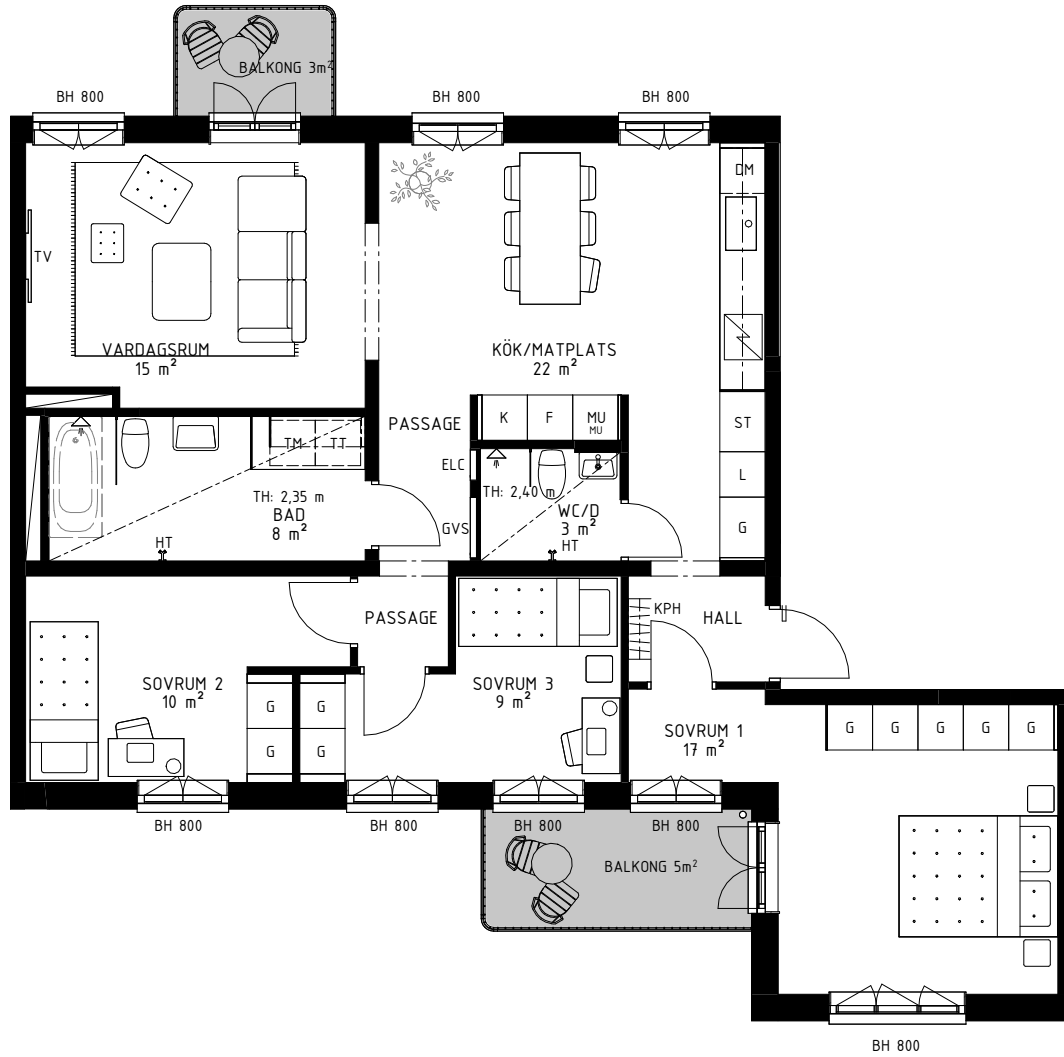 BALKONG 3m²
BH 800
BH 800
BH 800
DM
TV
VARDAGSRUM
15 m²
KÖK/MATPLATS
22 m²
PASSAGE
K
F
MU
MU
ST
TM
TT
ELC
L
TH: 2,35 m
BAD
8 m²
TH: 2,40 m
WC/D
3 m²
HT
HT
GVS
G
PASSAGE
KPH
HALL
SOVRUM 2
10 m²
G
G
G
G
SOVRUM 3
9 m²
SOVRUM 1
17 m²
G
G
G
G
G
BH 800
BH 800
BH 800
BH 800
BALKONG 5m²
BH 800